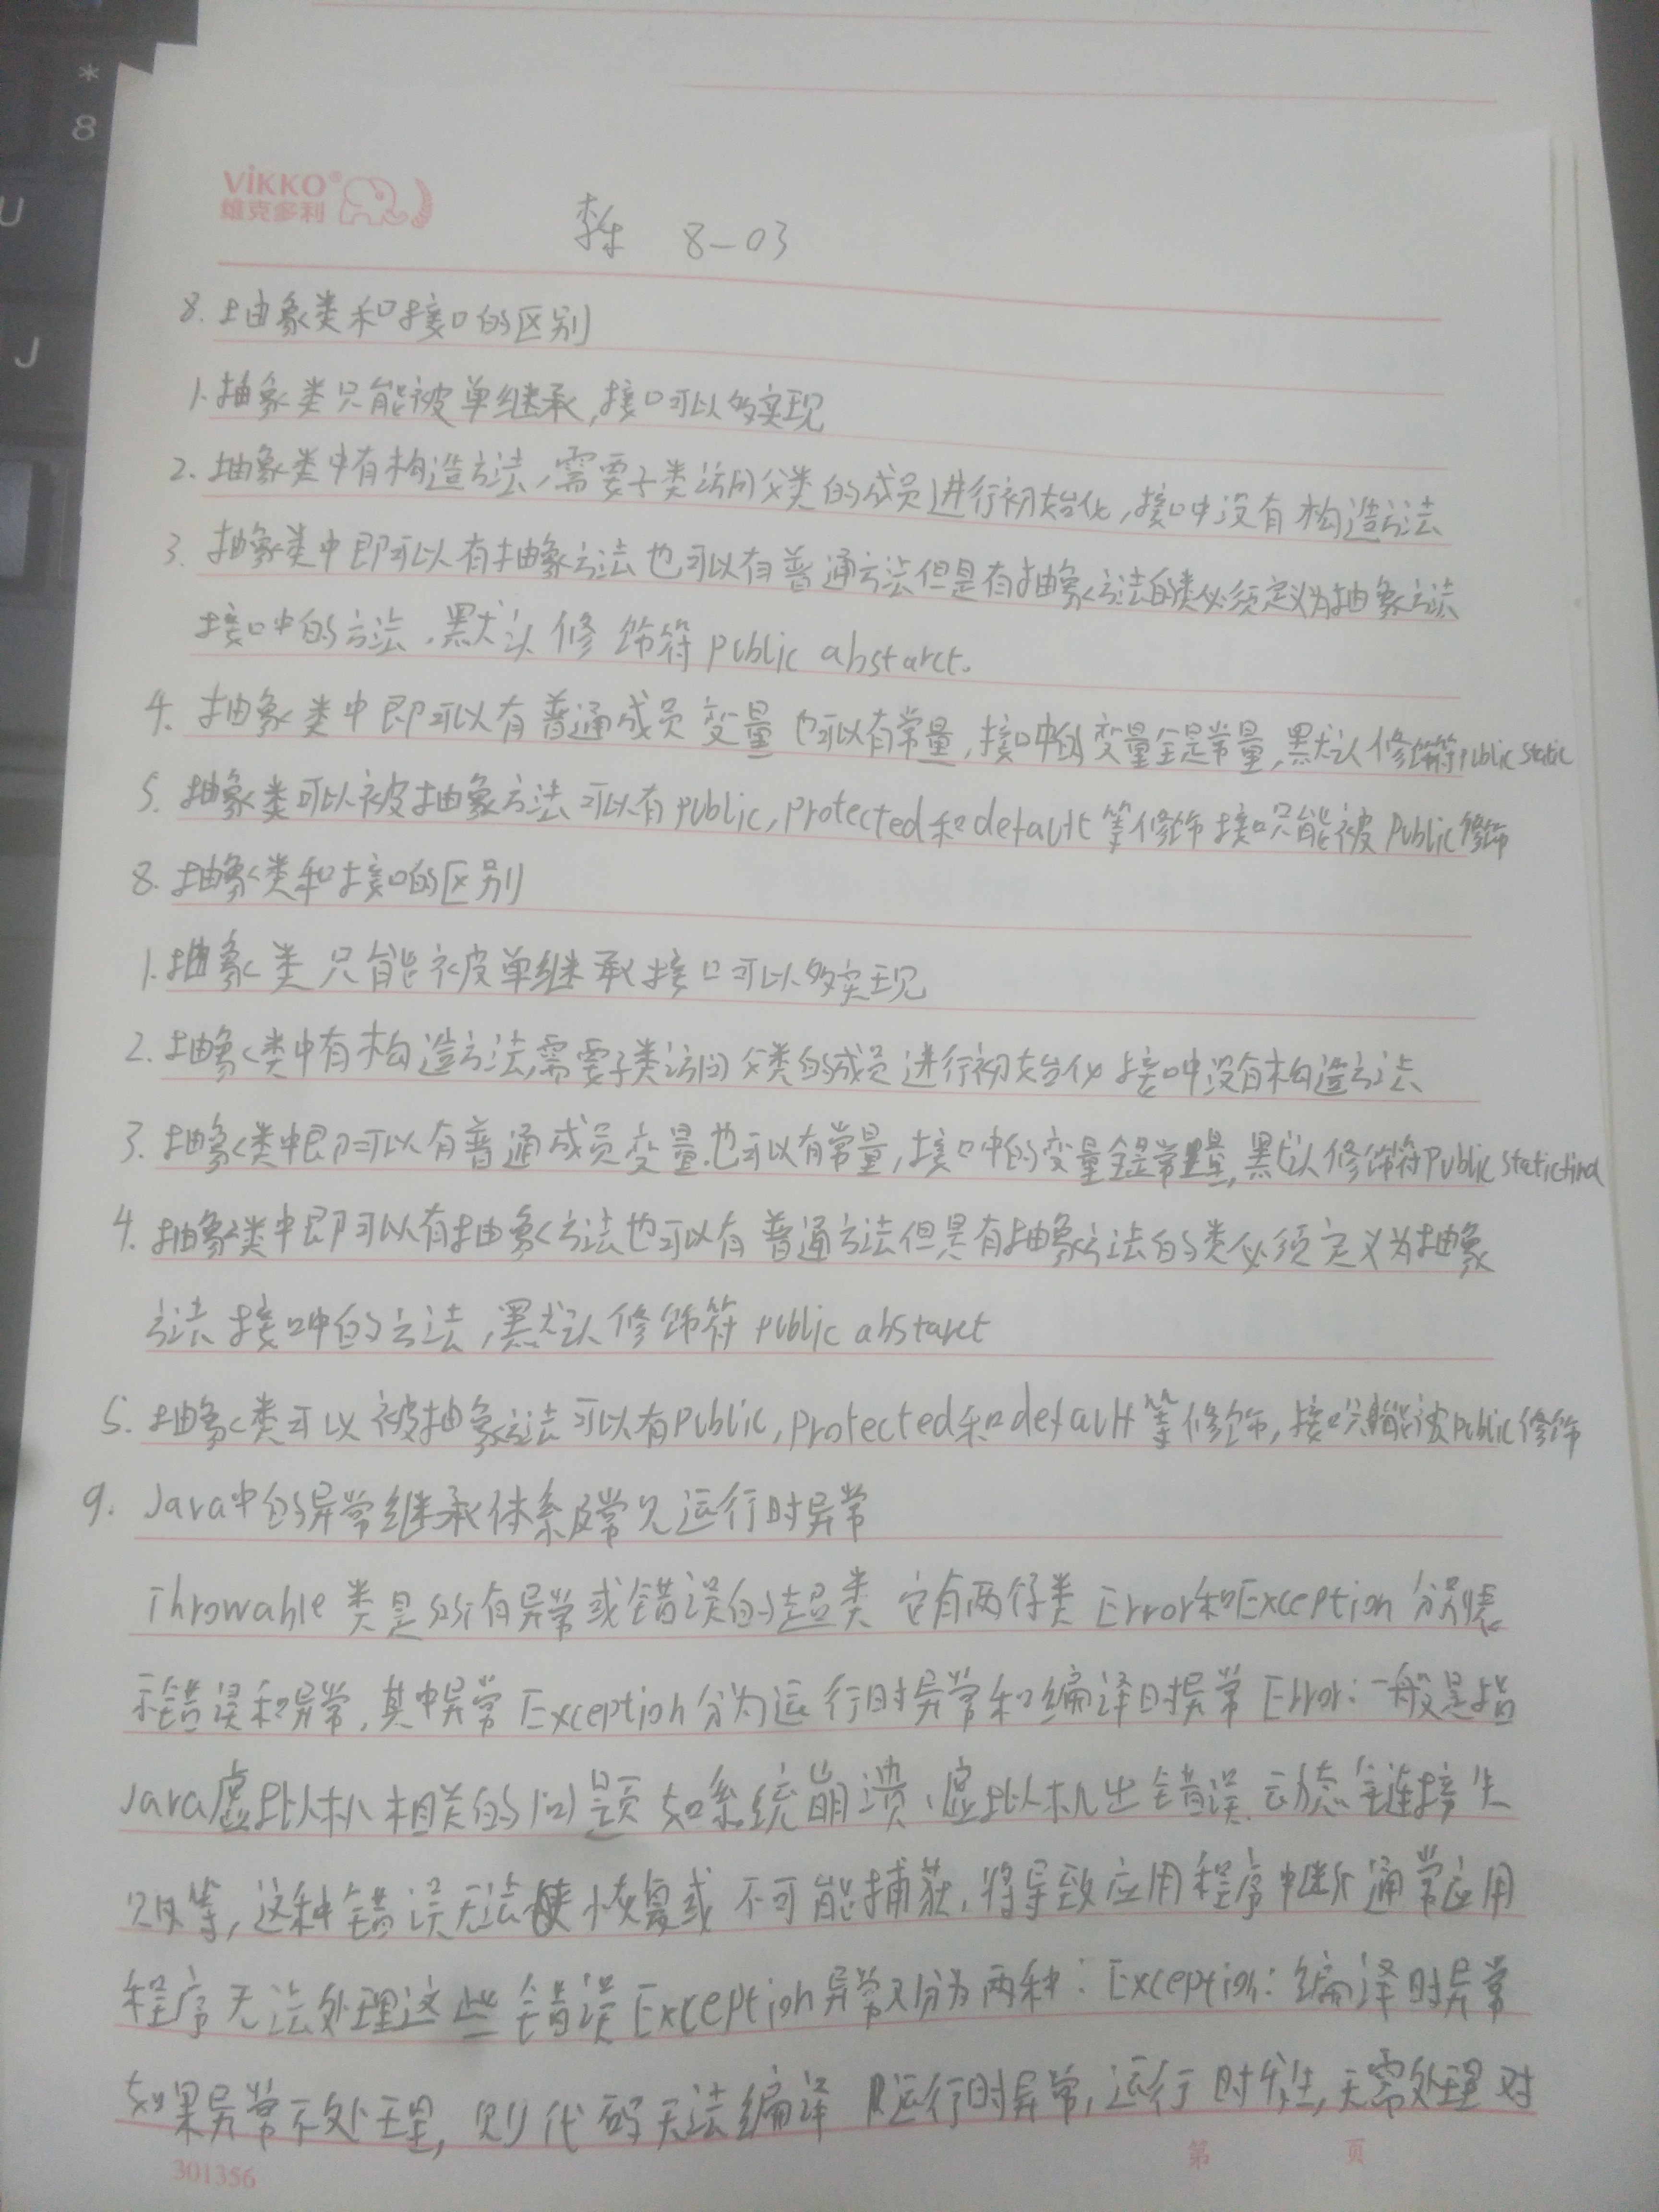 *
8
U
J
ViKKO®
维克多利
8-03
8. 抽象类和接口的区别
1. 抽象类只能被单继承,接口可以多实现
2. 抽象类中有构造方法,需要子类访问父类的成员进行初始化,接口中没有构造方法
3. 抽象类中即可以有抽象方法也可以有普通方法但是有抽象方法的类必须定义为抽象方法
接口中的方法,默认修饰符public abstarct.
4. 抽象类中即可以有普通成员变量也可以有常量,接口中的变量全是常量,默认修饰符public static
5. 抽象类可以被抽象方法可以有public,protected和default等修饰接口只能被public修饰
8. 抽象类和接口的区别
1. 抽象类只能被单继承接口可以多实现
2. 抽象类中有构造方法,需要子类访问父类的成员进行初始化接口中没有构造方法
3. 抽象类中即可以有普通成员变量.也可以有常量,接口中的变量全是常量,默认修饰符public static final
4. 抽象类中即可以有抽象方法也可以有普通方法但是有抽象方法的类必须定义为抽象
方法接口中的方法,默认修饰符public abstarct
5. 抽象类可以被抽象方法可以有public,protected和default等修饰,接口只能被public修饰
9. Java中的异常继承体系及常见运行时异常
Throwable类是所有异常或错误的超类它有两仔类Error和Exception分别表
示错误和异常,其中异常Exception分为运行时异常和编译时异常Error:一般是指
Java虚拟机相关的问题如系统崩溃、虚拟机出错误.动态链接失
败等,这种错误无法恢复或不可能捕获,将导致应用程序中断通常应用
程序无法处理这些错误Exception异常又分为两种:Exception:编译时异常
如果异常不处理,则代码无法编译 运行时异常,运行时发生,无需处理对
301356
第 页